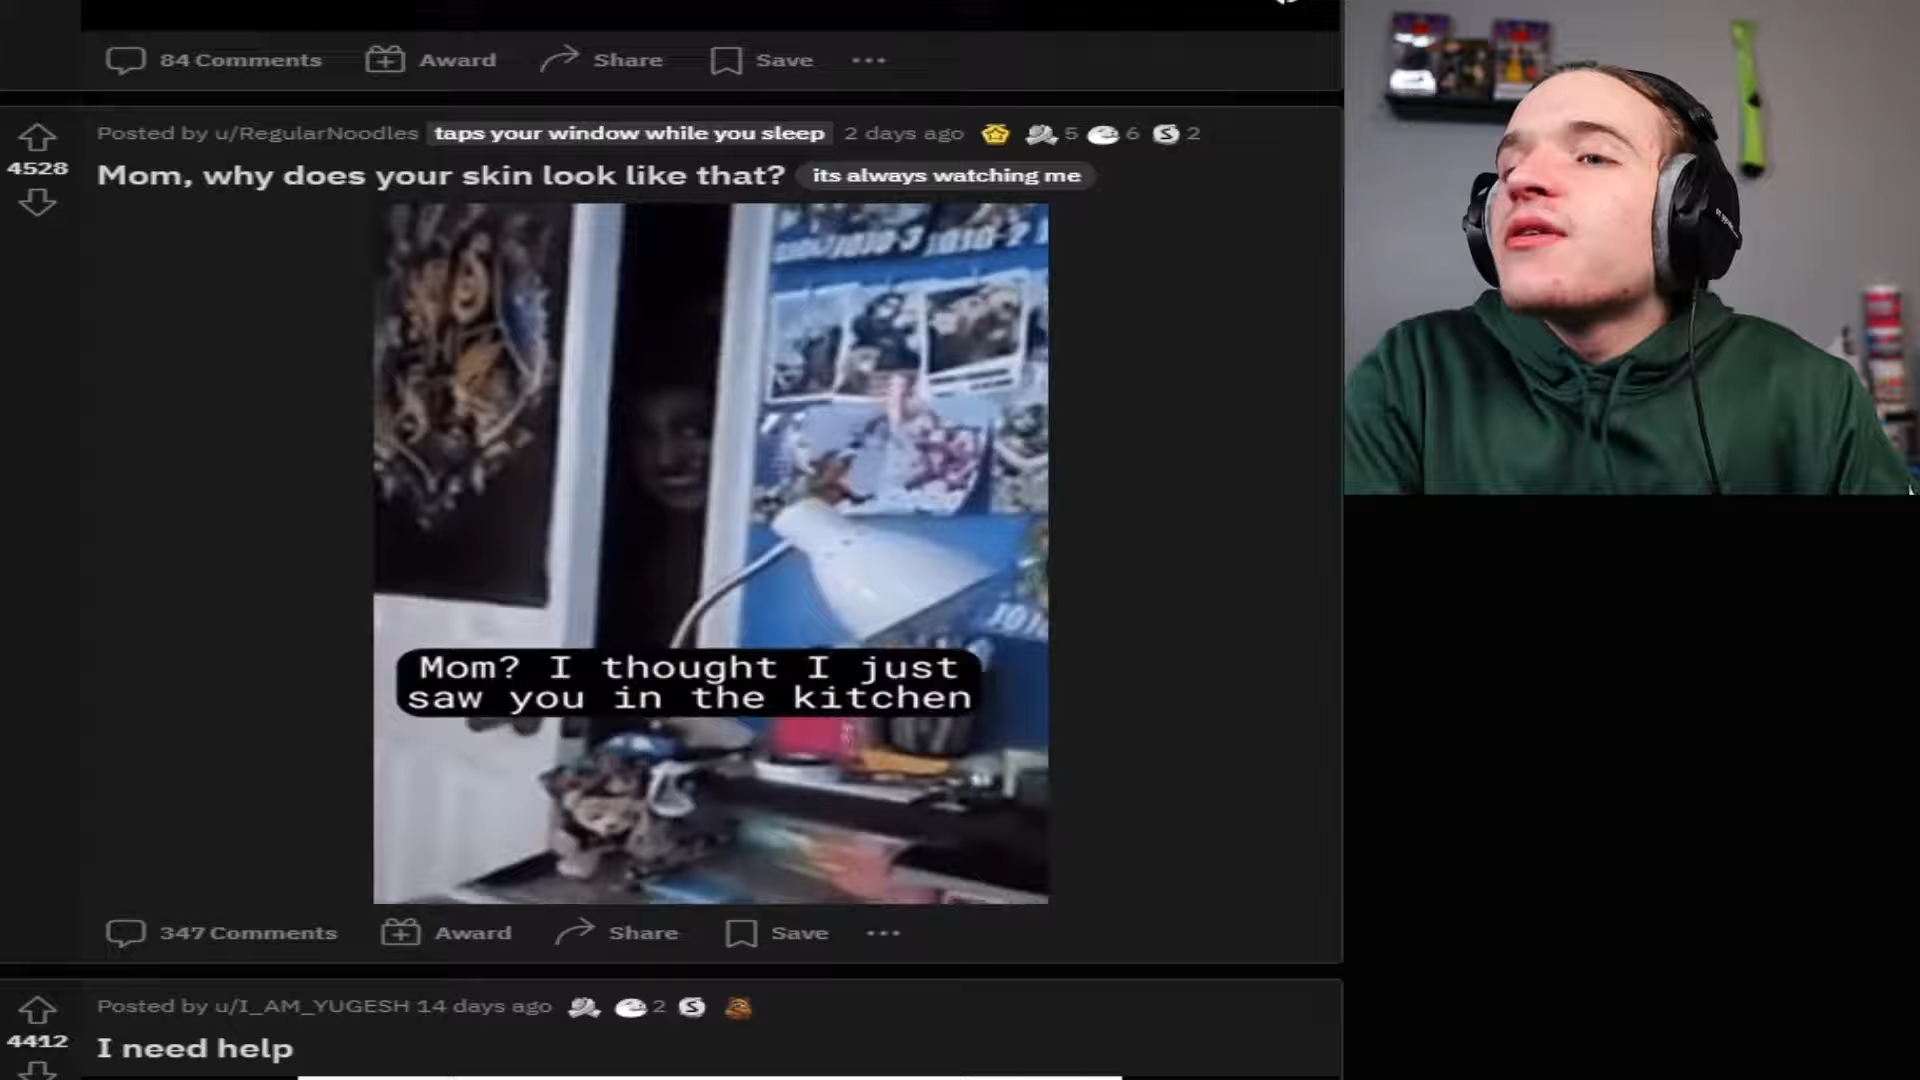 84 Comments Award Share Save
Posted by u/RegularNoodles taps your window while you sleep 2 days ago 5 6 2
4528
Mom, why does your skin look like that? its always watching me
Mom? I thought I just
saw you in the kitchen
347 Comments Award Share Save
Posted by u/I_AM_YUGESH 14 days ago 2
4412
I need help